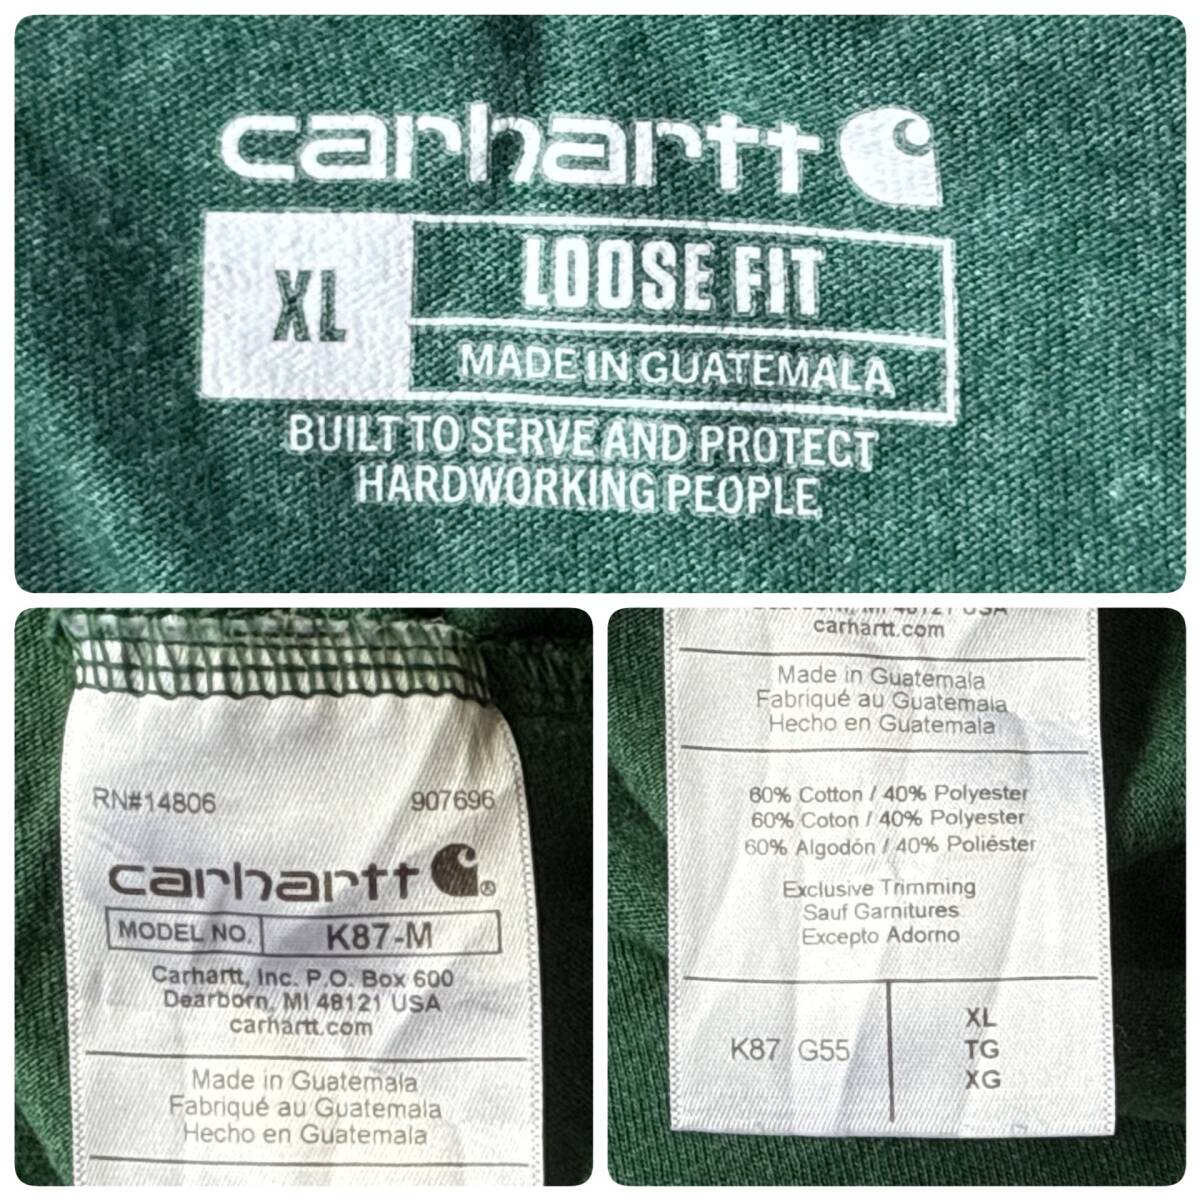 carhartt
XL
LOOSE FIT
MADE IN GUATEMALA
BUILT TO SERVE AND PROTECT
HARDWORKING PEOPLE
RN#14806 907696
carhartt®
MODEL NO. K87-M
Carhartt, Inc. P.O. Box 600
Dearborn, MI 48121 USA
carhartt.com
Made in Guatemala
Fabriqué au Guatemala
Hecho en Guatemala
MI 48121 USA
carhartt.com
Made in Guatemala
Fabriqué au Guatemala
Hecho en Guatemala
60% Cotton / 40% Polyester
60% Coton / 40% Polyester
60% Algodón / 40% Poliéster
Exclusive Trimming
Sauf Garnitures
Excepto Adorno
K87 G55
XL
TG
XG